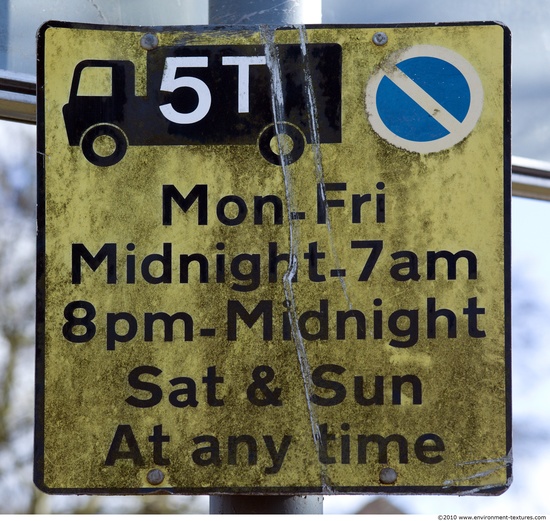 5T
Mon-Fri
Midnight-7am
8pm-Midnight
Sat & Sun
At any time
©2010 www.environment-textures.com